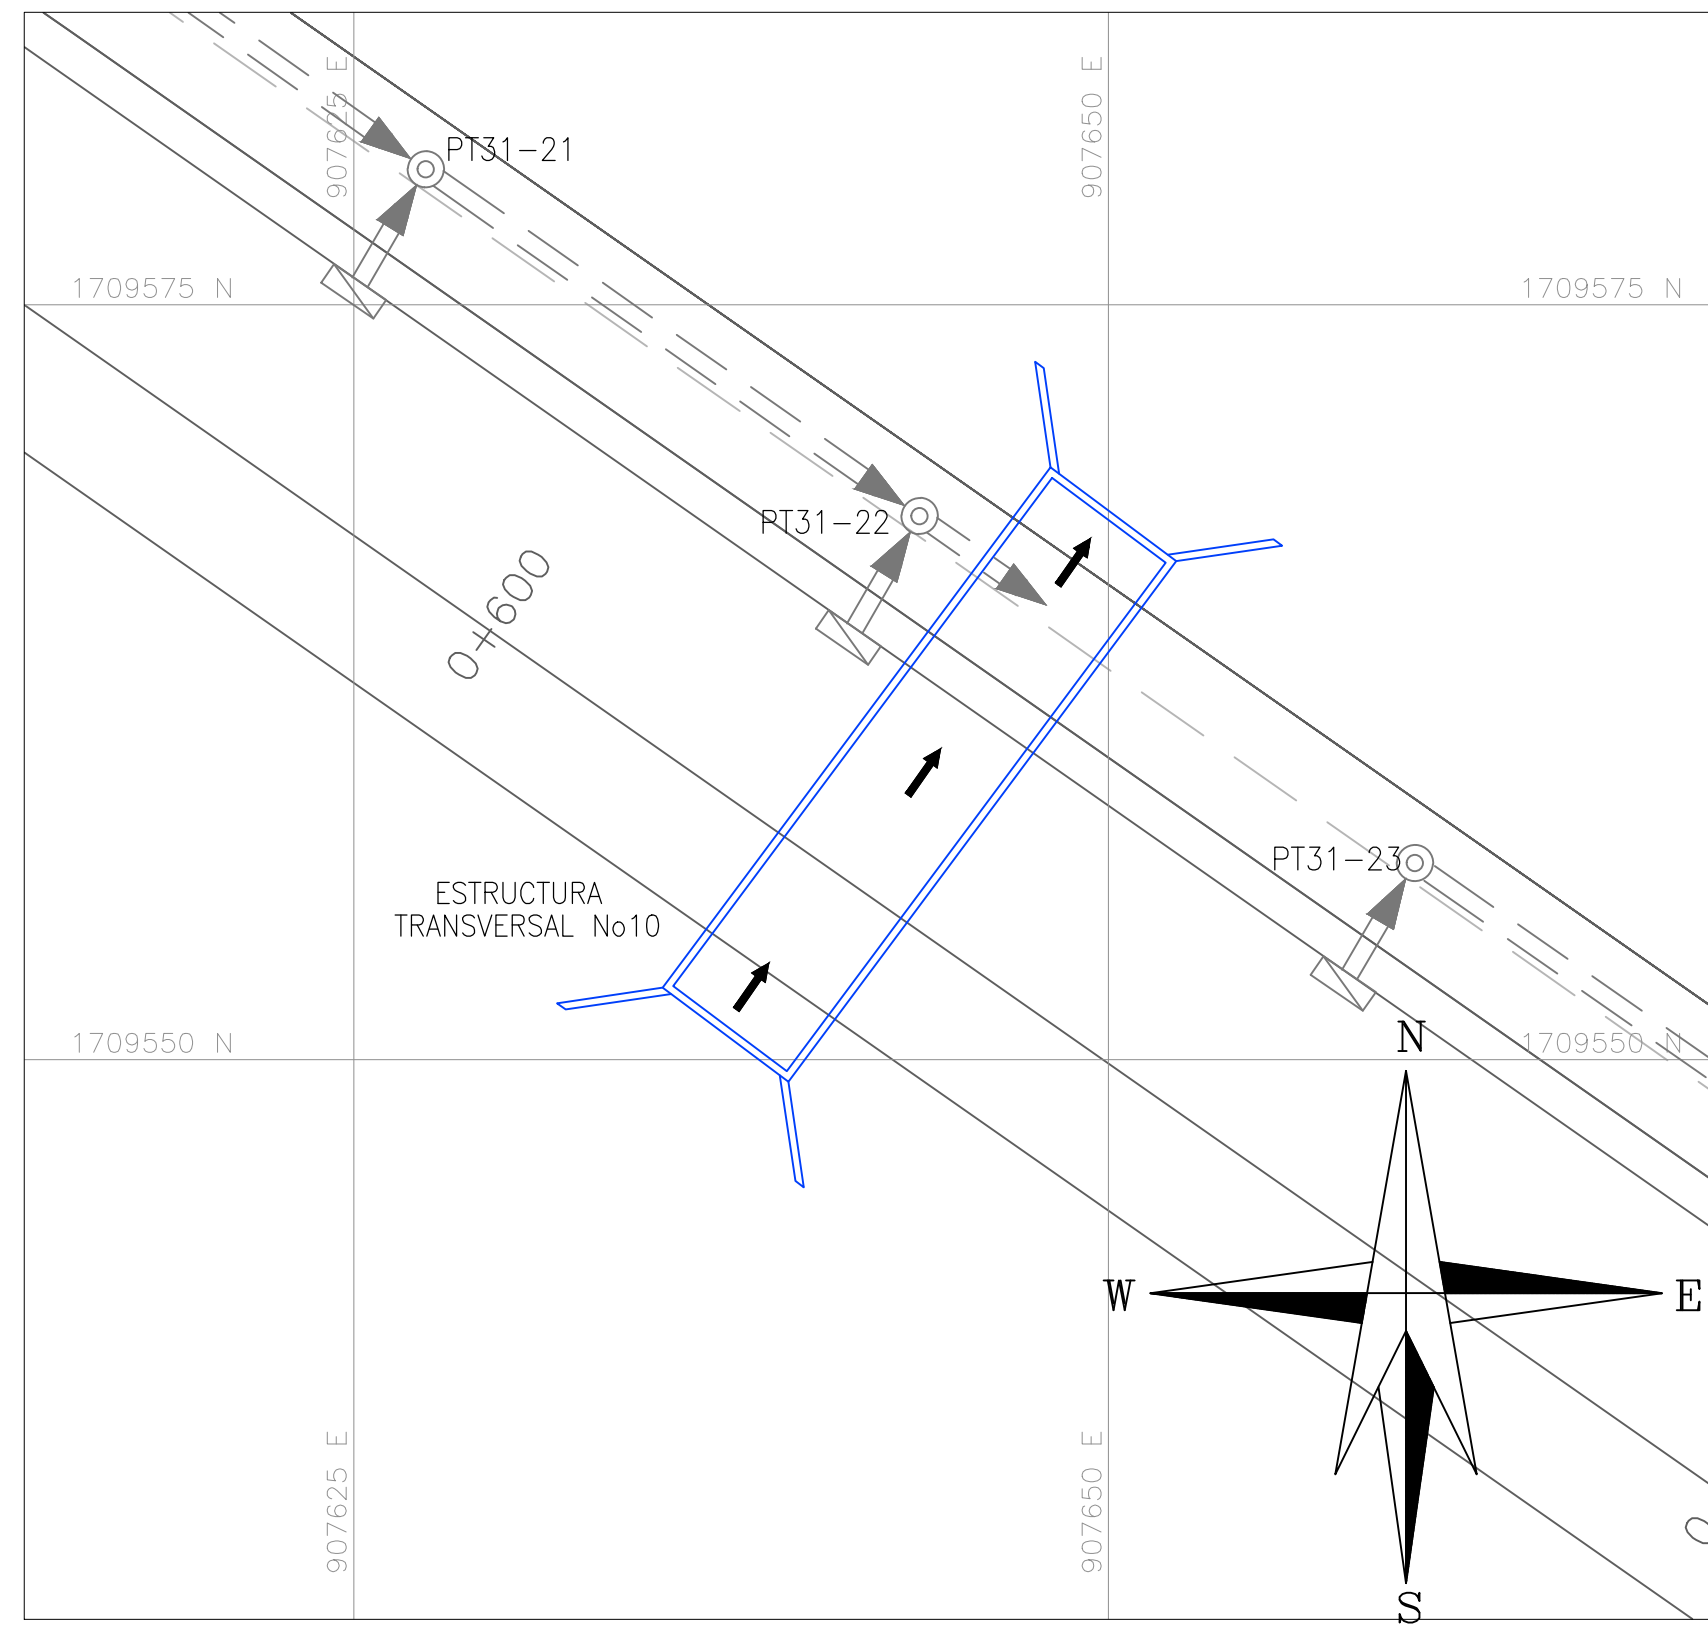 907625 E
907650 E
PT31-21
1709575 N
1709575 N
PT31-22
0+600
PT31-23
ESTRUCTURA
TRANSVERSAL No10
1709550 N
1709550 N
N
W
E
907625 E
907650 E
S